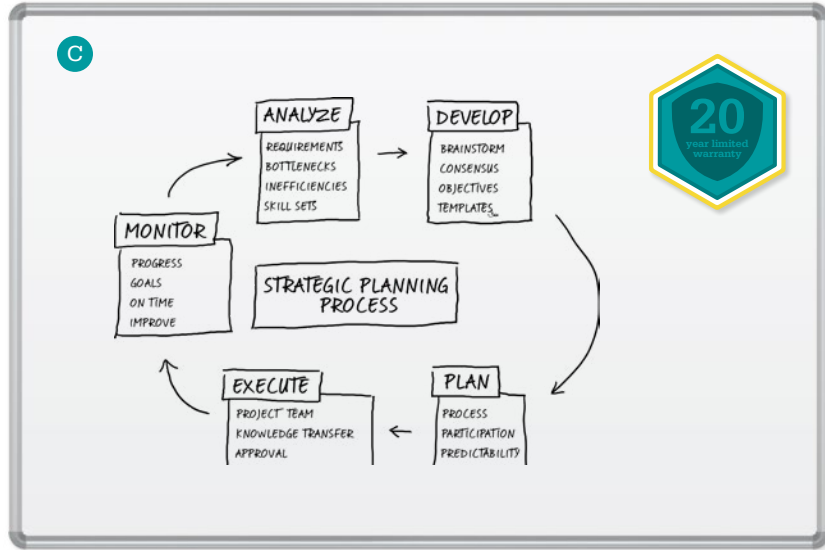 C
20
year limited
warranty
ANALYZE
REQUIREMENTS
BOTTLENECKS
INEFFICIENCIES
SKILL SETS
DEVELOP
BRAINSTORM
CONSENSUS
OBJECTIVES
TEMPLATES
MONITOR
PROGRESS
GOALS
ON TIME
IMPROVE
STRATEGIC PLANNING
PROCESS
EXECUTE
PROJECT TEAM
KNOWLEDGE TRANSFER
APPROVAL
PLAN
PROCESS
PARTICIPATION
PREDICTABILITY